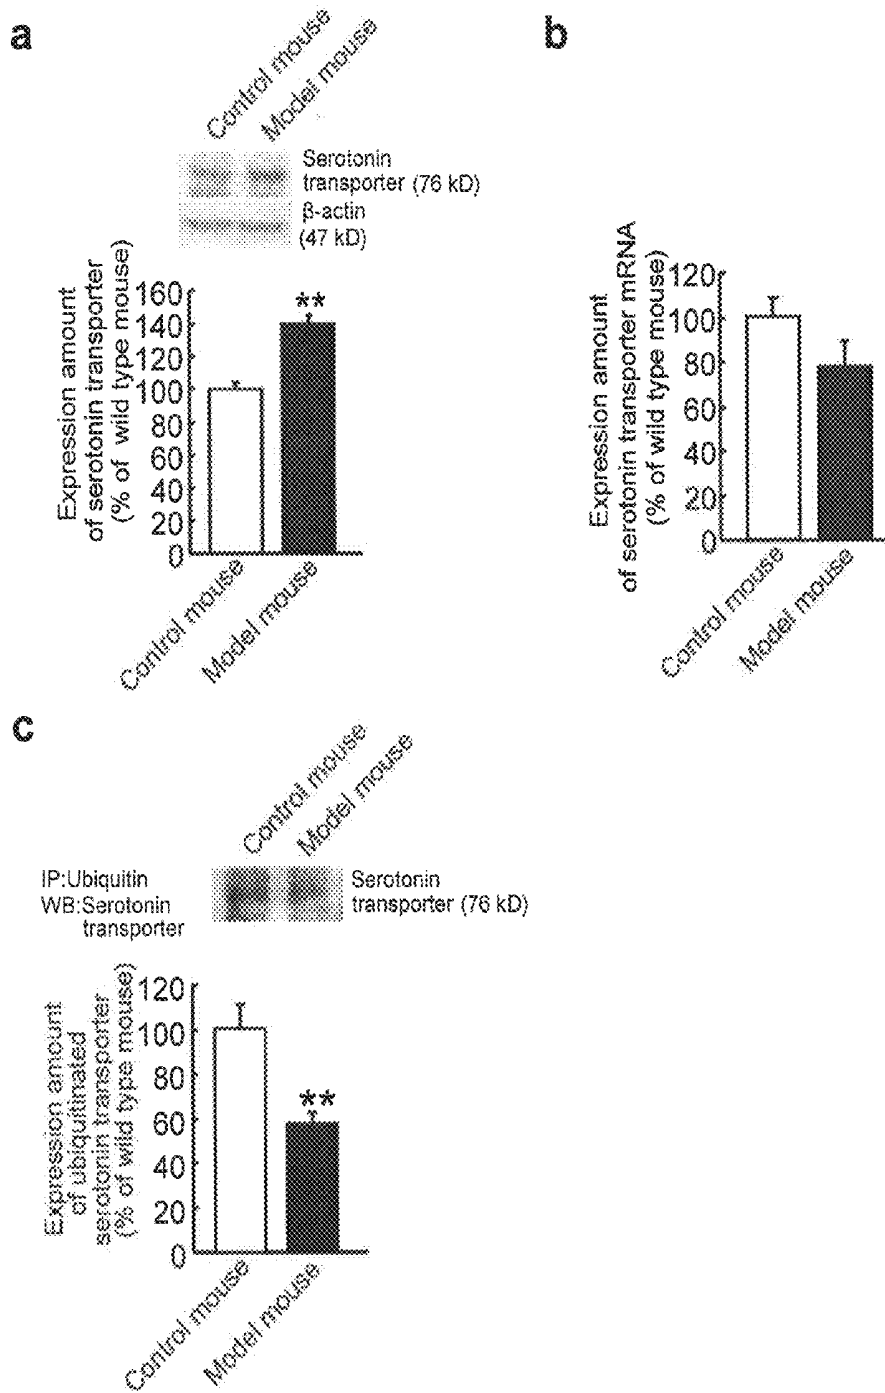 a
Control mouse
Model mouse
Serotonin
transporter (76 kD)
β-actin
(47 kD)
Expression amount
of serotonin transporter
(% of wild type mouse)
160
140
120
100
80
60
40
20
0
**
Control mouse
Model mouse
b
Expression amount
of serotonin transporter mRNA
(% of wild type mouse)
120
100
80
60
40
20
0
Control mouse
Model mouse
c
Control mouse
Model mouse
IP:Ubiquitin
WB:Serotonin
transporter
Serotonin
transporter (76 kD)
Expression amount
of ubiquitinated
serotonin transporter
(% of wild type mouse)
120
100
80
60
40
20
0
**
Control mouse
Model mouse